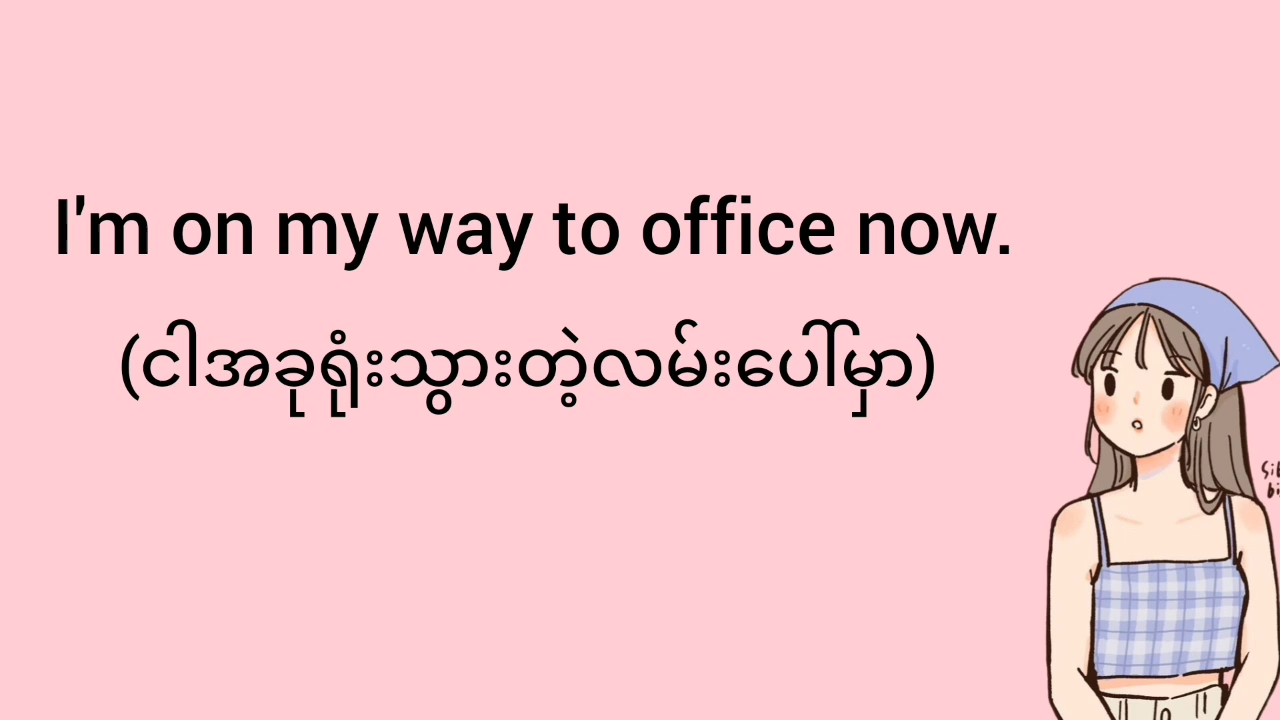 I'm on my way to office now.
(ငါအခုရုံးသွားတဲ့လမ်းပေါ်မှာ)